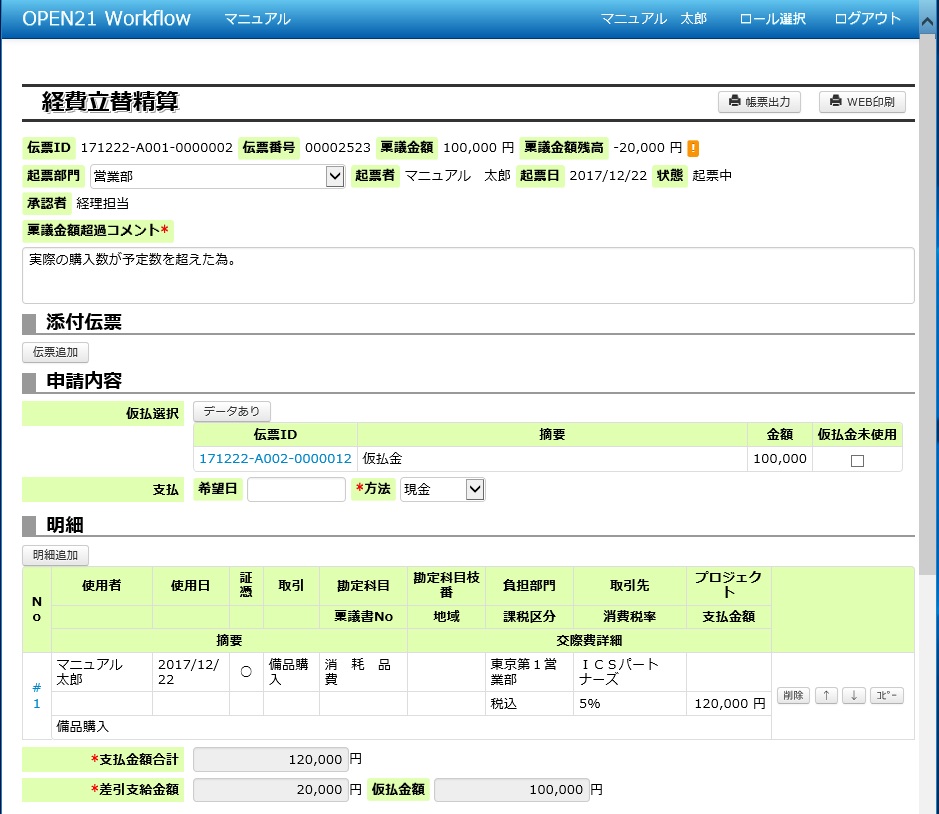 OPEN21 Workflow マニュアル マニュアル 太郎 ロール選択 ログアウト
経費立替精算 帳票出力 WEB印刷
伝票ID 171222-A001-0000002 伝票番号 00002523 稟議金額 100,000 円 稟議金額残高 -20,000 円 !
起票部門 営業部 起票者 マニュアル 太郎 起票日 2017/12/22 状態 起票中
承認者 経理担当
稟議金額超過コメント*
実際の購入数が予定数を超えた為。
添付伝票
伝票追加
申請内容
仮払選択 データあり
伝票ID 摘要 金額 仮払金未使用
171222-A002-0000012 仮払金 100,000
支払 希望日 *方法 現金
明細
明細追加
No 使用者 使用日 証憑 取引 勘定科目 勘定科目枝番 負担部門 取引先 プロジェクト
稟議書No 地域 課税区分 消費税率 支払金額
摘要 交際費詳細
#1 マニュアル 太郎 2017/12/22 ○ 備品購入 消耗品費 東京第1営業部 ICSパートナーズ
税込 5% 120,000 円 削除 ↑ ↓ コピー
備品購入
*支払金額合計 120,000 円
*差引支給金額 20,000 円 仮払金額 100,000 円